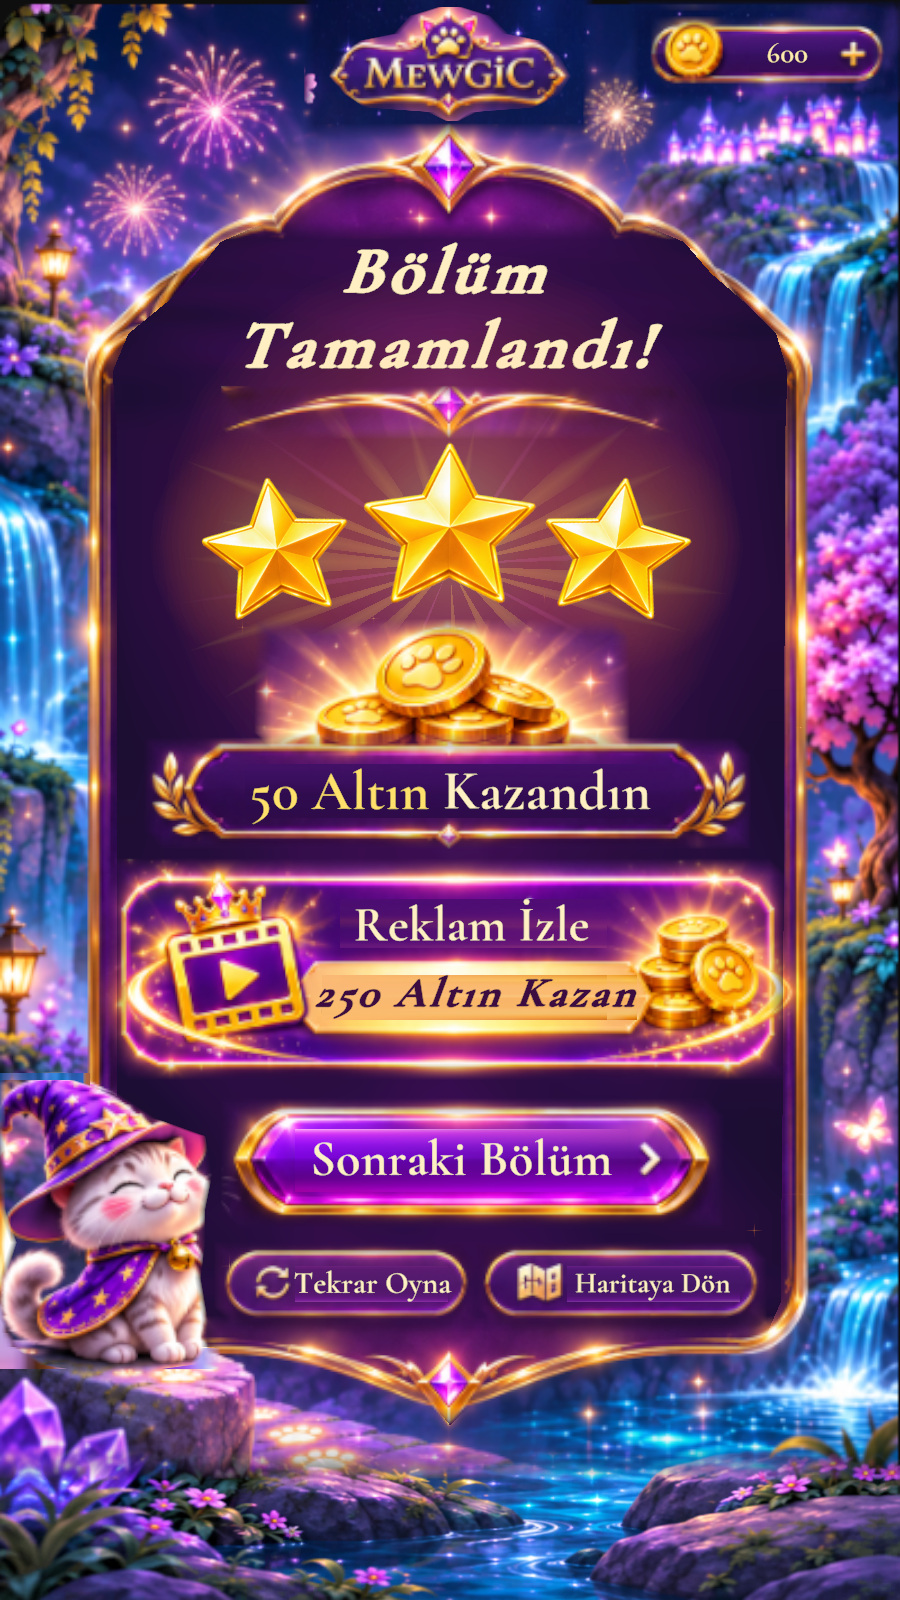 MEWGiC
600
Bölüm
Tamamlandı!
50 Altın Kazandın
Reklam İzle
250 Altın Kazan
Sonraki Bölüm
Tekrar Oyna
Haritaya Dön